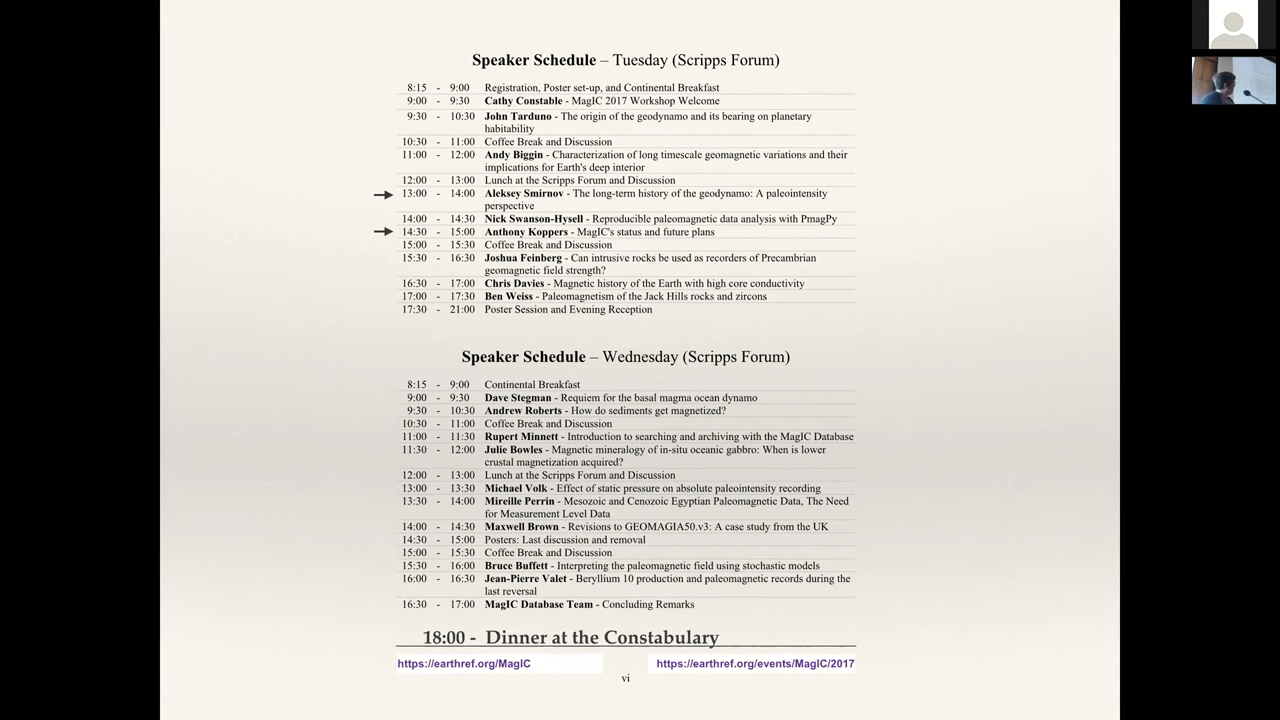 Speaker Schedule – Tuesday (Scripps Forum)
8:15 - 9:00 Registration, Poster set-up, and Continental Breakfast
9:00 - 9:30 Cathy Constable - MagIC 2017 Workshop Welcome
9:30 - 10:30 John Tarduno - The origin of the geodynamo and its bearing on planetary
habitability
10:30 - 11:00 Coffee Break and Discussion
11:00 - 12:00 Andy Biggin - Characterization of long timescale geomagnetic variations and their
implications for Earth's deep interior
12:00 - 13:00 Lunch at the Scripps Forum and Discussion
13:00 - 14:00 Aleksey Smirnov - The long-term history of the geodynamo: A paleointensity
perspective
14:00 - 14:30 Nick Swanson-Hysell - Reproducible paleomagnetic data analysis with PmagPy
14:30 - 15:00 Anthony Koppers - MagIC's status and future plans
15:00 - 15:30 Coffee Break and Discussion
15:30 - 16:30 Joshua Feinberg - Can intrusive rocks be used as recorders of Precambrian
geomagnetic field strength?
16:30 - 17:00 Chris Davies - Magnetic history of the Earth with high core conductivity
17:00 - 17:30 Ben Weiss - Paleomagnetism of the Jack Hills rocks and zircons
17:30 - 21:00 Poster Session and Evening Reception
Speaker Schedule – Wednesday (Scripps Forum)
8:15 - 9:00 Continental Breakfast
9:00 - 9:30 Dave Stegman - Requiem for the basal magma ocean dynamo
9:30 - 10:30 Andrew Roberts - How do sediments get magnetized?
10:30 - 11:00 Coffee Break and Discussion
11:00 - 11:30 Rupert Minnett - Introduction to searching and archiving with the MagIC Database
11:30 - 12:00 Julie Bowles - Magnetic mineralogy of in-situ oceanic gabbro: When is lower
crustal magnetization acquired?
12:00 - 13:00 Lunch at the Scripps Forum and Discussion
13:00 - 13:30 Michael Volk - Effect of static pressure on absolute paleointensity recording
13:30 - 14:00 Mireille Perrin - Mesozoic and Cenozoic Egyptian Paleomagnetic Data, The Need
for Measurement Level Data
14:00 - 14:30 Maxwell Brown - Revisions to GEOMAGIA50.v3: A case study from the UK
14:30 - 15:00 Posters: Last discussion and removal
15:00 - 15:30 Coffee Break and Discussion
15:30 - 16:00 Bruce Buffett - Interpreting the paleomagnetic field using stochastic models
16:00 - 16:30 Jean-Pierre Valet - Beryllium 10 production and paleomagnetic records during the
last reversal
16:30 - 17:00 MagIC Database Team - Concluding Remarks
18:00 - Dinner at the Constabulary
https://earthref.org/MagIC https://earthref.org/events/MagIC/2017
vi